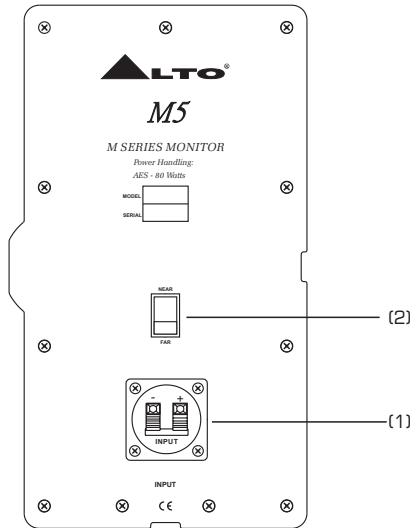 ALTO®
M5
M SERIES MONITOR
Power Handling:
AES - 80 Watts
MODEL
SERIAL
NEAR
(2)
FAR
- +
(1)
INPUT
INPUT
CE